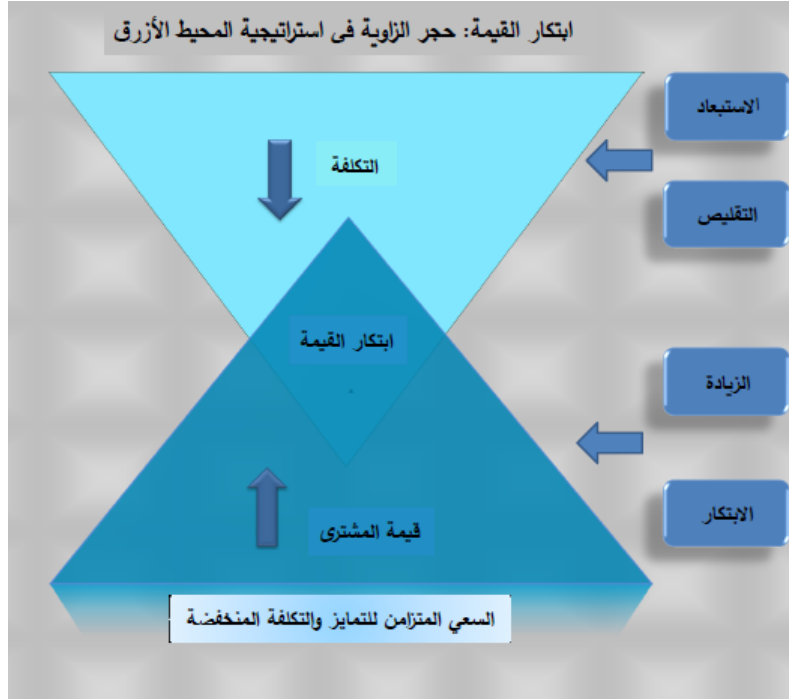 ابتكار القيمة: حجر الزاوية فى استراتيجية المحيط الأزرق
الاستبعاد
التكلفة
التقليص
ابتكار القيمة
الزيادة
الابتكار
قيمة المشترى
السعي المتزامن للتمايز والتكلفة المنخفضة